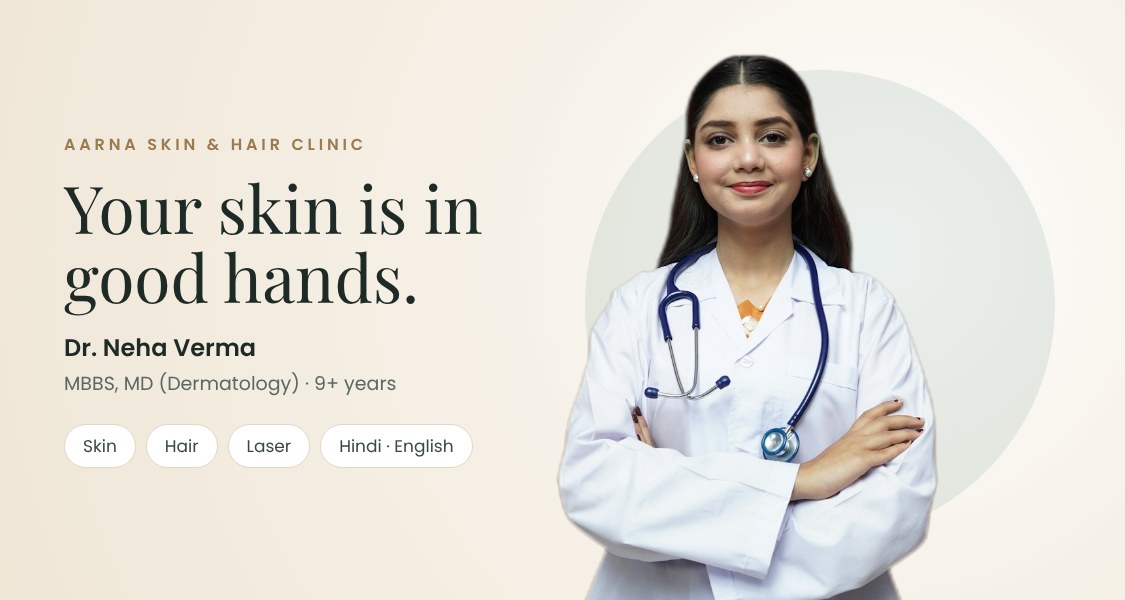 AARNA SKIN & HAIR CLINIC
Your skin is in
good hands.
Dr. Neha Verma
MBBS, MD (Dermatology) · 9+ years
Skin
Hair
Laser
Hindi · English